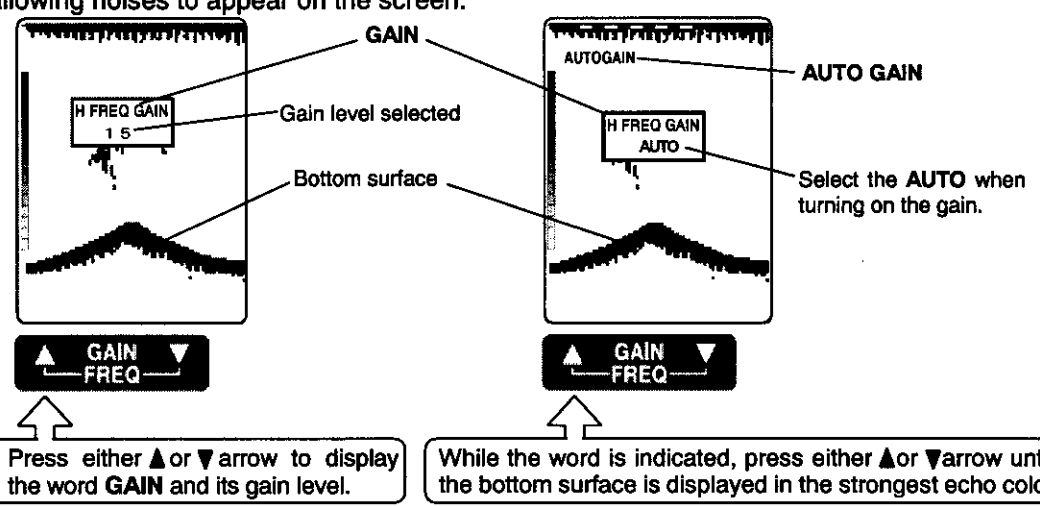 allowing noises to appear on the screen.
GAIN
AUTOGAIN
AUTO GAIN
H FREQ GAIN
1 5
Gain level selected
H FREQ GAIN
AUTO
Bottom surface
Select the AUTO when
turning on the gain.
▲ GAIN ▼
FREQ
▲ GAIN ▼
FREQ
Press either ▲ or ▼ arrow to display
the word GAIN and its gain level.
While the word is indicated, press either ▲or ▼arrow
the bottom surface is displayed in the strongest echo